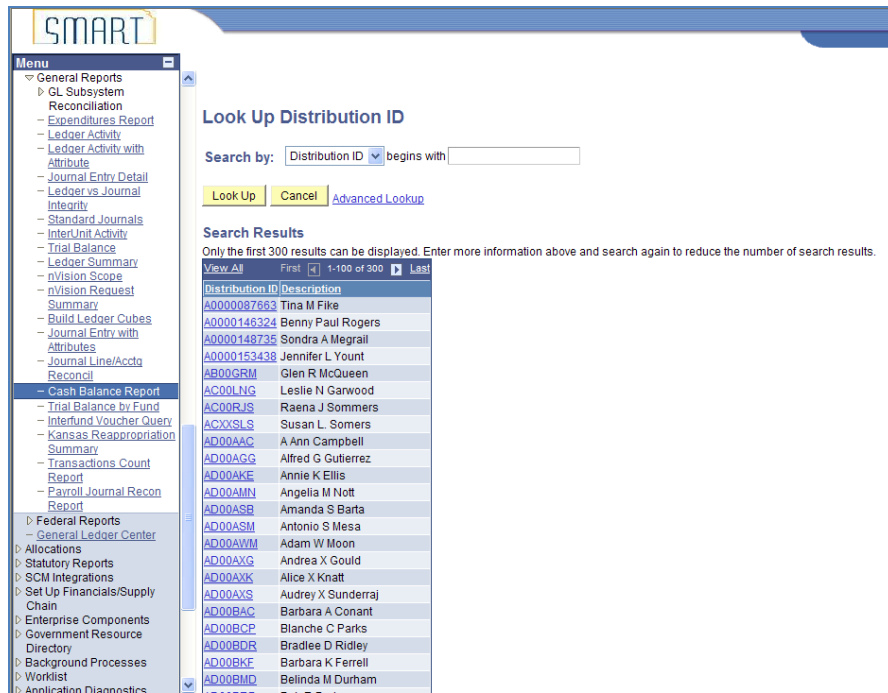 SMART
Menu
General Reports
GL Subsystem
Reconciliation
Expenditures Report
Ledger Activity
Ledger Activity with
Attribute
Journal Entry Detail
Ledger vs Journal
Integrity
Standard Journals
InterUnit Activity
Trial Balance
Ledger Summary
nVision Scope
nVision Request
Summary
Build Ledger Cubes
Journal Entry with
Attributes
Journal Line/Acctg
Reconcil
Cash Balance Report
Trial Balance by Fund
Interfund Voucher Query
Kansas Reappropriation
Summary
Transactions Count
Report
Payroll Journal Recon
Report
Federal Reports
General Ledger Center
Allocations
Statutory Reports
SCM Integrations
Set Up Financials/Supply
Chain
Enterprise Components
Government Resource
Directory
Background Processes
Worklist
Application Diagnostics
Look Up Distribution ID
Search by: Distribution ID begins with
Look Up Cancel Advanced Lookup
Search Results
Only the first 300 results can be displayed. Enter more information above and search again to reduce the number of search results.
View All First 1-100 of 300 Last
Distribution ID Description
A0000087663 Tina M Fike
A0000146324 Benny Paul Rogers
A0000148735 Sondra A Megrail
A0000153438 Jennifer L Yount
AB00GRM Glen R McQueen
AC00LNG Leslie N Garwood
AC00RJS Raena J Sommers
ACXXSLS Susan L. Somers
AD00AAC A Ann Campbell
AD00AGG Alfred G Gutierrez
AD00AKE Annie K Ellis
AD00AMN Angelia M Nott
AD00ASB Amanda S Barta
AD00ASM Antonio S Mesa
AD00AWM Adam W Moon
AD00AXG Andrea X Gould
AD00AXK Alice X Knatt
AD00AXS Audrey X Sunderraj
AD00BAC Barbara A Conant
AD00BCP Blanche C Parks
AD00BDR Bradlee D Ridley
AD00BKF Barbara K Ferrell
AD00BMD Belinda M Durham